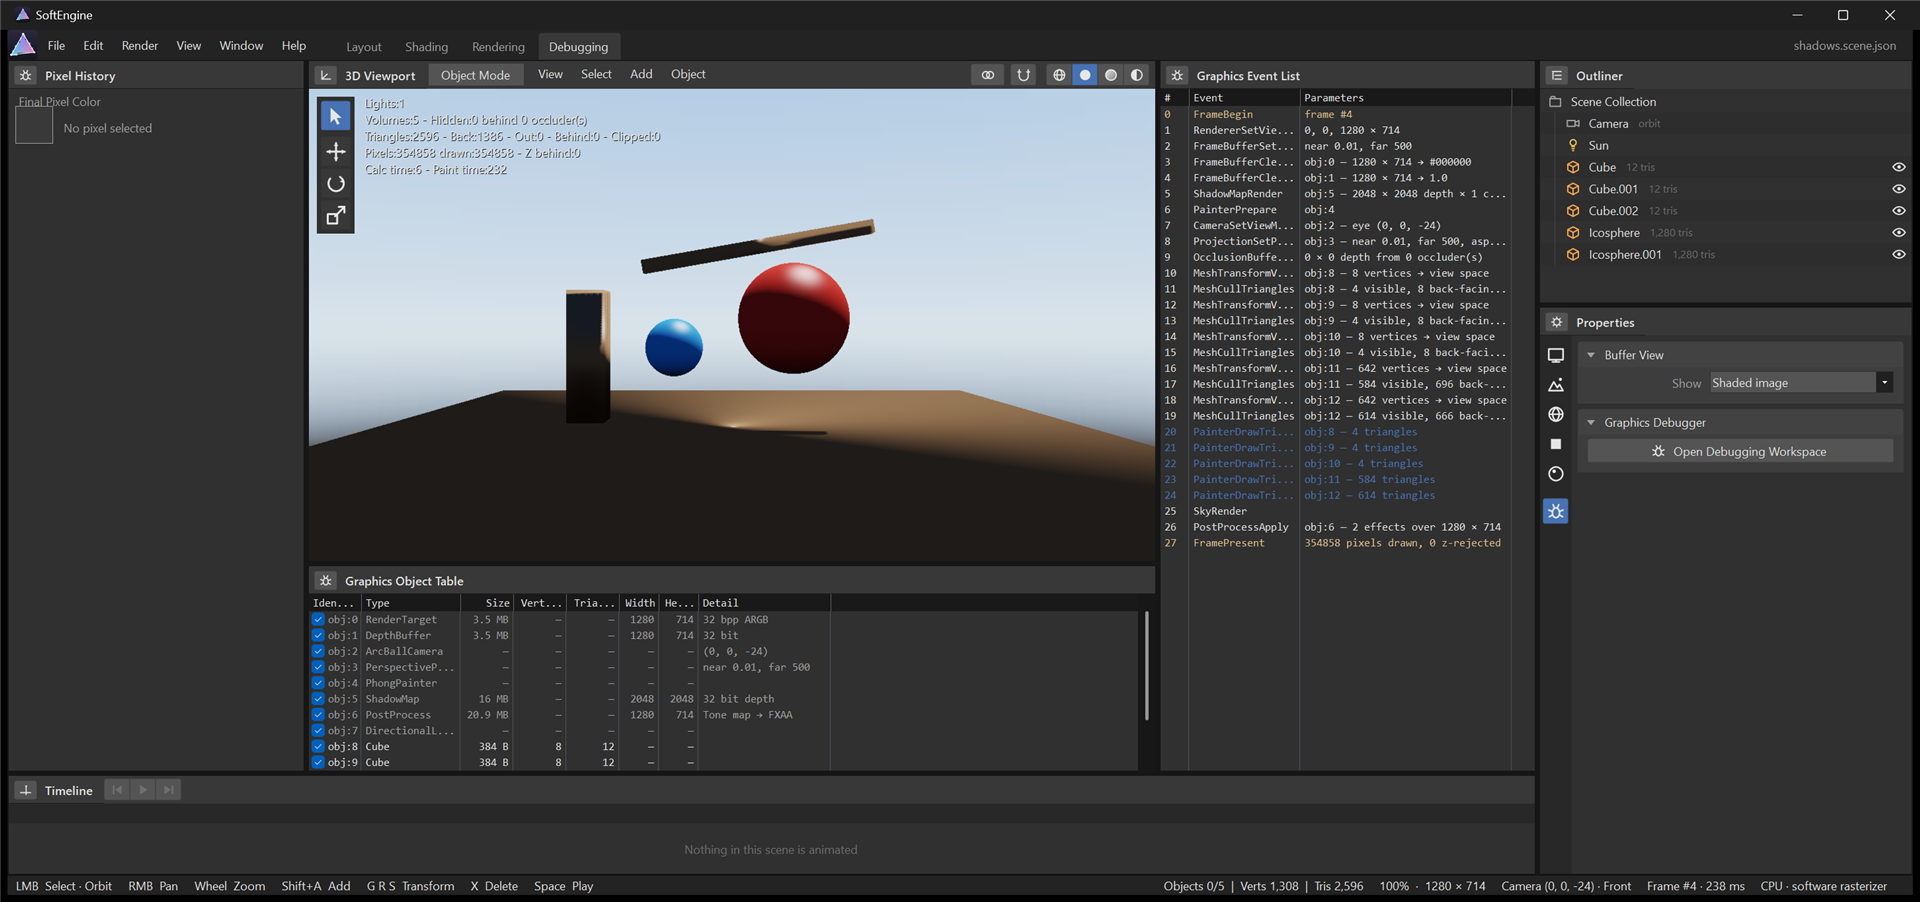 SoftEngine
File Edit Render View Window Help Layout Shading Rendering Debugging shadows.scene.json
Pixel History
Final Pixel Color
No pixel selected
3D Viewport Object Mode View Select Add Object
Lights:1
Volumes:5 - Hidden:0 behind 0 occluder(s)
Triangles:2596 - Back:1386 - Out:0 - Behind:0 - Clipped:0
Pixels:354858 drawn:354858 - Z behind:0
Calc time:6 - Paint time:232
Graphics Object Table
Iden... Type Size Vert... Tria... Width He... Detail
obj:0 RenderTarget 3.5 MB — — 1280 714 32 bpp ARGB
obj:1 DepthBuffer 3.5 MB — — 1280 714 32 bit
obj:2 ArcBallCamera — — — — — (0, 0, -24)
obj:3 PerspectiveP... — — — — — near 0.01, far 500
obj:4 PhongPainter — — — — —
obj:5 ShadowMap 16 MB — — 2048 2048 32 bit depth
obj:6 PostProcess 20.9 MB — — 1280 714 Tone map → FXAA
obj:7 DirectionalL... — — — — —
obj:8 Cube 384 B 8 12 — —
obj:9 Cube 384 B 8 12 — —
Graphics Event List
# Event Parameters
0 FrameBegin frame #4
1 RendererSetVie... 0, 0, 1280 × 714
2 FrameBufferSet... near 0.01, far 500
3 FrameBufferCle... obj:0 — 1280 × 714 → #000000
4 FrameBufferCle... obj:1 — 1280 × 714 → 1.0
5 ShadowMapRender obj:5 — 2048 × 2048 depth × 1 c...
6 PainterPrepare obj:4
7 CameraSetViewM... obj:2 — eye (0, 0, -24)
8 ProjectionSetP... obj:3 — near 0.01, far 500, asp...
9 OcclusionBuffe... 0 × 0 depth from 0 occluder(s)
10 MeshTransformV... obj:8 — 8 vertices → view space
11 MeshCullTriangles obj:8 — 4 visible, 8 back-facin...
12 MeshTransformV... obj:9 — 8 vertices → view space
13 MeshCullTriangles obj:9 — 4 visible, 8 back-facin...
14 MeshTransformV... obj:10 — 8 vertices → view space
15 MeshCullTriangles obj:10 — 4 visible, 8 back-faci...
16 MeshTransformV... obj:11 — 642 vertices → view space
17 MeshCullTriangles obj:11 — 584 visible, 696 back-...
18 MeshTransformV... obj:12 — 642 vertices → view space
19 MeshCullTriangles obj:12 — 614 visible, 666 back-...
20 PainterDrawTri... obj:8 — 4 triangles
21 PainterDrawTri... obj:9 — 4 triangles
22 PainterDrawTri... obj:10 — 4 triangles
23 PainterDrawTri... obj:11 — 584 triangles
24 PainterDrawTri... obj:12 — 614 triangles
25 SkyRender
26 PostProcessApply obj:6 — 2 effects over 1280 × 714
27 FramePresent 354858 pixels drawn, 0 z-rejected
Outliner
Scene Collection
Camera orbit
Sun
Cube 12 tris
Cube.001 12 tris
Cube.002 12 tris
Icosphere 1,280 tris
Icosphere.001 1,280 tris
Properties
Buffer View
Show Shaded image
Graphics Debugger
Open Debugging Workspace
Timeline
Nothing in this scene is animated
LMB Select · Orbit RMB Pan Wheel Zoom Shift+A Add G R S Transform X Delete Space Play Objects 0/5 | Verts 1,308 | Tris 2,596 100% · 1280 × 714 Camera (0, 0, -24) · Front Frame #4 · 238 ms CPU · software rasterizer